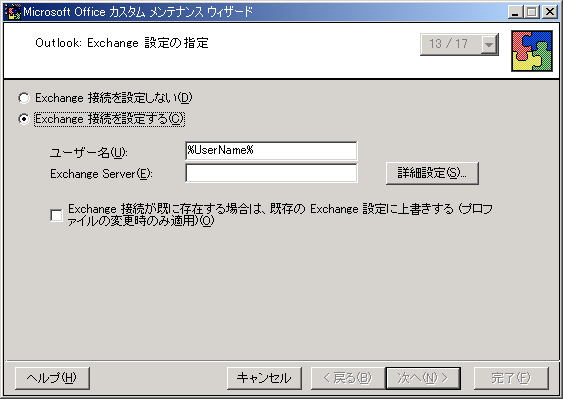 Microsoft Office カスタム メンテナンス ウィザード
Outlook: Exchange 設定の指定
13 / 17
Exchange 接続を設定しない(D)
Exchange 接続を設定する(C)
ユーザー名(U):
%UserName%
Exchange Server(E):
詳細設定(S)...
Exchange 接続が既に存在する場合は、既存の Exchange 設定に上書きする (プロフ
ァイルの変更時のみ適用)(O)
ヘルプ(H)
キャンセル
< 戻る(B)
次へ(N) >
完了(F)